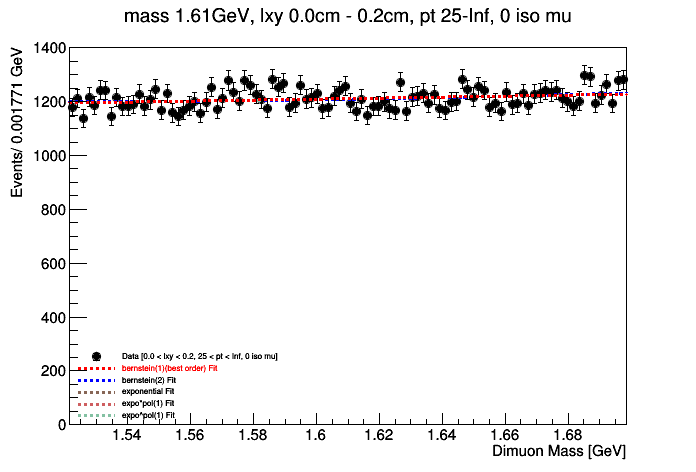 mass 1.61GeV, lxy 0.0cm - 0.2cm, pt 25-Inf, 0 iso mu
Events/ 0.001771 GeV
1400
1200
1000
800
600
400
200
0
Data [0.0 < lxy < 0.2, 25 < pt < Inf, 0 iso mu]
bernstein(1)(best order) Fit
bernstein(2) Fit
exponential Fit
expo*pol(1) Fit
expo^pol(1) Fit
1.54 1.56 1.58 1.6 1.62 1.64 1.66 1.68
Dimuon Mass [GeV]